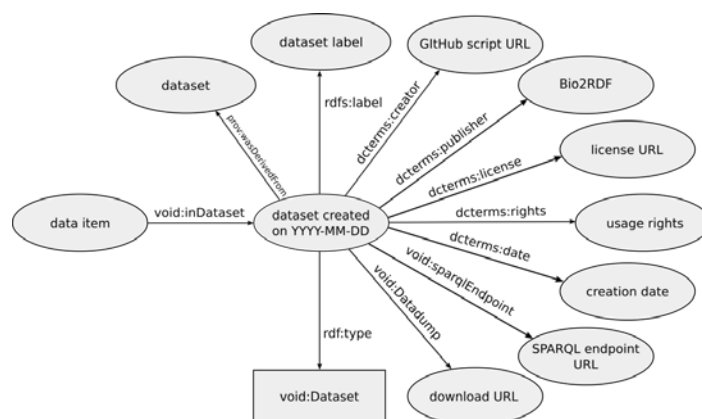 dataset label
GItHub script URL
dataset
Bio2RDF
rdfs:label
dcterms:creator
prov:wasDerivedFrom
dcterms:publisher
license URL
dcterms:license
data item
void:inDataset
dataset created
on YYYY-MM-DD
dcterms:rights
usage rights
dcterms:date
void:sparqlEndpoint
creation date
void:Datadump
rdf:type
SPARQL endpoint
URL
void:Dataset
download URL